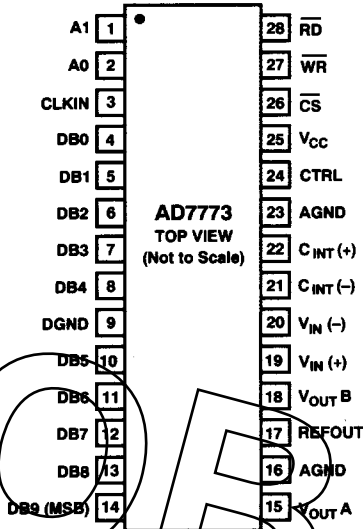 A1 1
A0 2
CLKIN 3
DB0 4
DB1 5
DB2 6
DB3 7
DB4 8
DGND 9
DB5 10
DB6 11
DB7 12
DB8 13
DB9 (MSB) 14
AD7773
TOP VIEW
(Not to Scale)
28 RD
27 WR
26 CS
25 VCC
24 CTRL
23 AGND
22 CINT (+)
21 CINT (–)
20 VIN (–)
19 VIN (+)
18 VOUT B
17 REFOUT
16 AGND
15 VOUT A